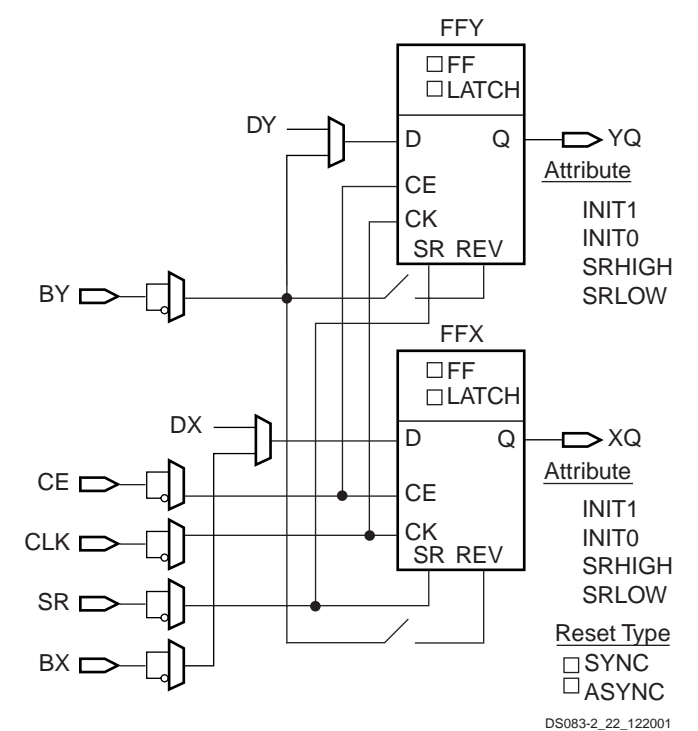 FFY
FF
LATCH
DY
D
Q
YQ
CE
CK
SR REV
Attribute
INIT1
INIT0
SRHIGH
SRLOW
BY
FFX
FF
LATCH
DX
D
Q
XQ
CE
CE
CLK
CK
SR REV
Attribute
INIT1
INIT0
SRHIGH
SRLOW
SR
BX
Reset Type
SYNC
ASYNC
DS083-2_22_122001